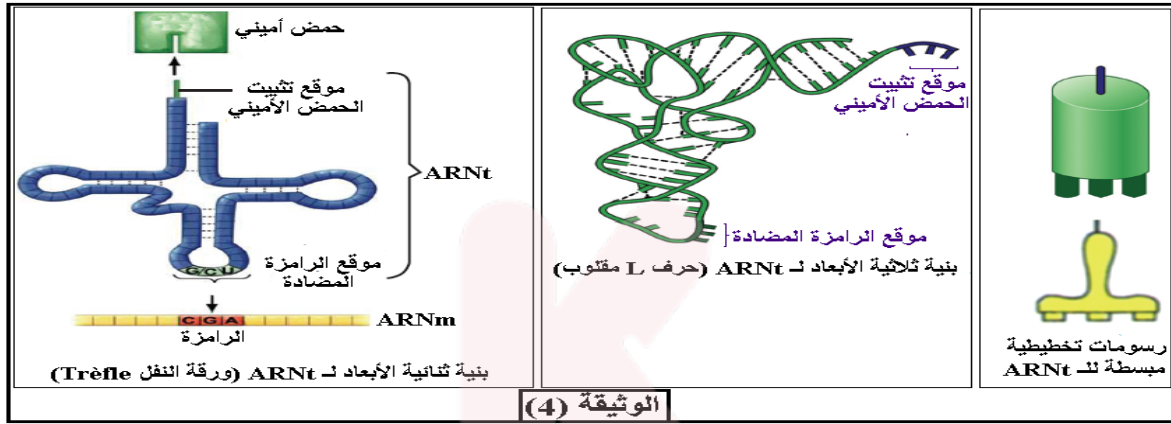 حمض أميني
موقع تثبيت
الحمض الأميني
ARNt
موقع الرامزة
المضادة
GCU
ARNm
CGA
الرامزة
بنية ثنائية الأبعاد لـ ARNt (ورقة النفل Trèfle)
موقع تثبيت
الحمض الأميني
موقع الرامزة المضادة
بنية ثلاثية الأبعاد لـ ARNt (حرف L مقلوب)
رسومات تخطيطية
مبسطة للـ ARNt
الوثيقة (4)